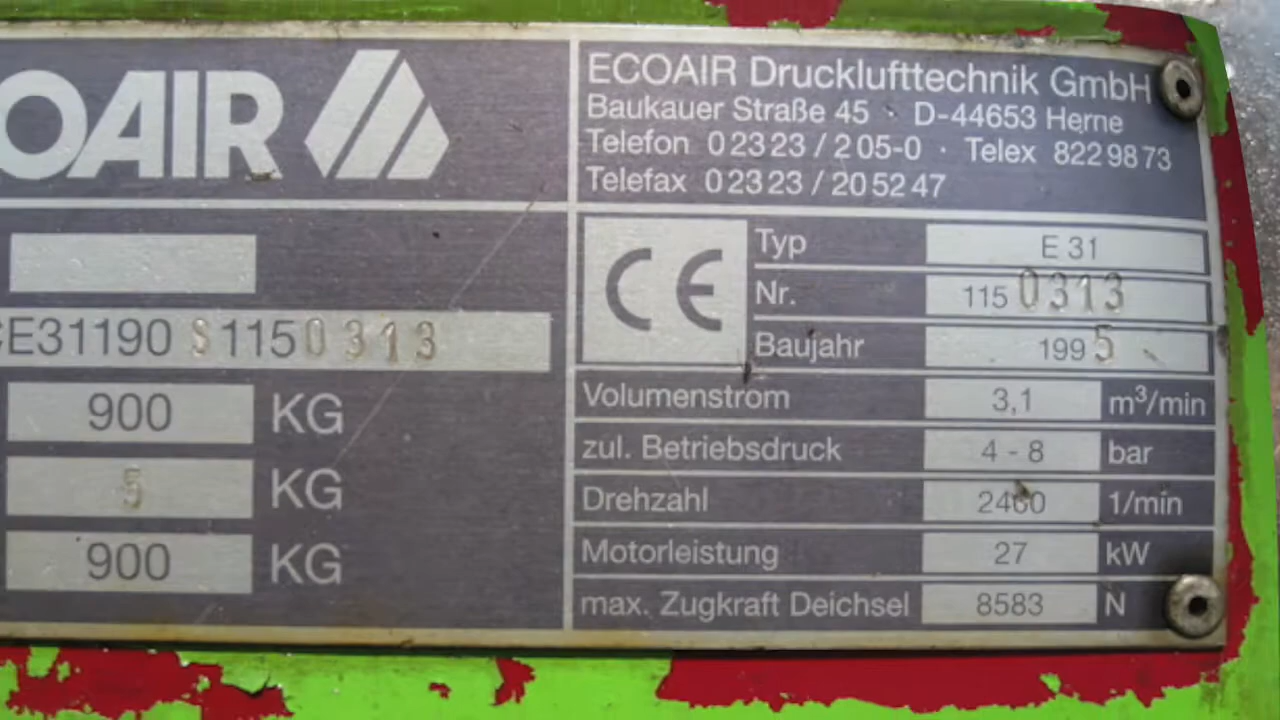 OAIR
ECOAIR Drucklufttechnik GmbH
Baukauer Straße 45 · D-44653 Herne
Telefon 02323 / 205-0 · Telex 8229873
Telefax 02323 / 205247
CE
Typ E 31
Nr. 115 0313
Baujahr 1995
CE31190 S1150313
900 KG
5 KG
900 KG
Volumenstrom 3,1 m³/min
zul. Betriebsdruck 4 - 8 bar
Drehzahl 2460 1/min
Motorleistung 27 kW
max. Zugkraft Deichsel 8583 N